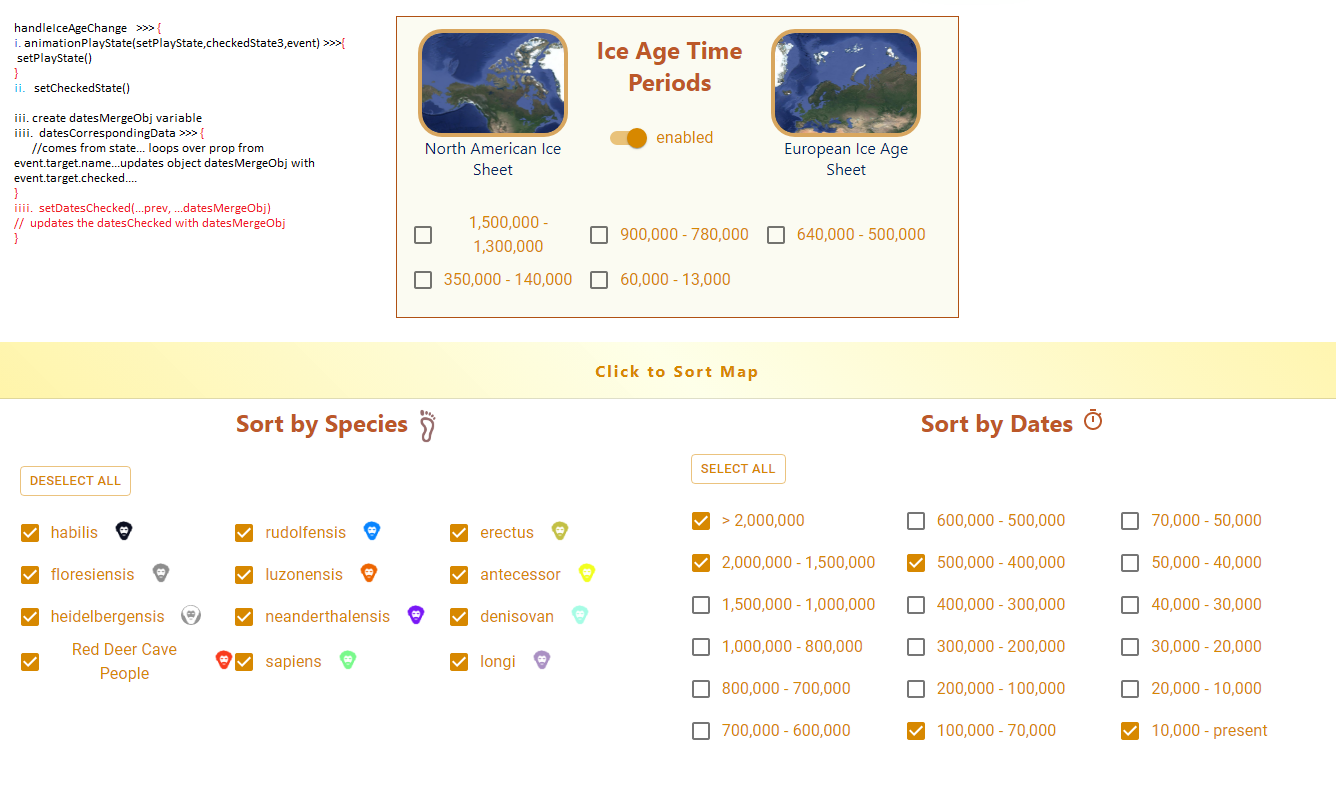 handleIceAgeChange >>> {
i. animationPlayState(setPlayState,checkedState3,event) >>>{
setPlayState()
}
ii. setCheckedState()
iii. create datesMergeObj variable
iiii. datesCorrespondingData >>> {
//comes from state... loops over prop from
event.target.name...updates object datesMergeObj with
event.target.checked....
}
iiii. setDatesChecked(...prev, ...datesMergeObj)
// updates the datesChecked with datesMergeObj
}
Ice Age Time
Periods
enabled
North American Ice
Sheet
European Ice Age
Sheet
1,500,000 -
1,300,000
900,000 - 780,000
640,000 - 500,000
350,000 - 140,000
60,000 - 13,000
Click to Sort Map
Sort by Species
DESELECT ALL
habilis
rudolfensis
erectus
floresiensis
luzonensis
antecessor
heidelbergensis
neanderthalensis
denisovan
Red Deer Cave
People
sapiens
longi
Sort by Dates
SELECT ALL
> 2,000,000
600,000 - 500,000
70,000 - 50,000
2,000,000 - 1,500,000
500,000 - 400,000
50,000 - 40,000
1,500,000 - 1,000,000
400,000 - 300,000
40,000 - 30,000
1,000,000 - 800,000
300,000 - 200,000
30,000 - 20,000
800,000 - 700,000
200,000 - 100,000
20,000 - 10,000
700,000 - 600,000
100,000 - 70,000
10,000 - present